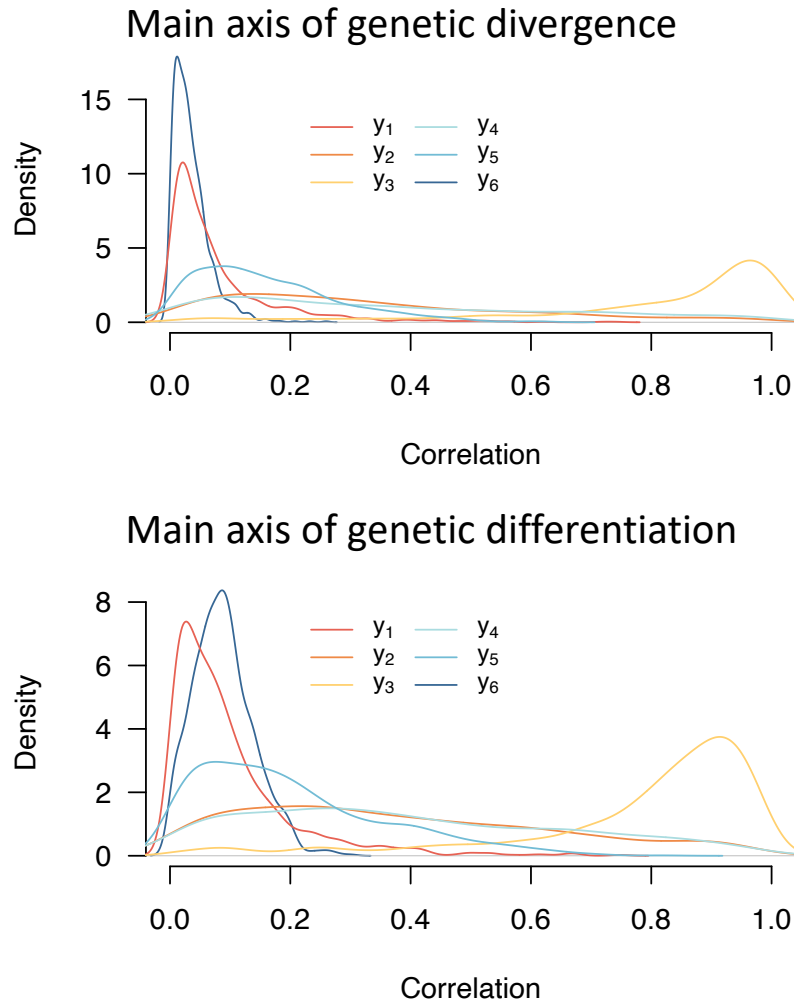 Main axis of genetic divergence
15
10
5
0
Density
y1 y4
y2 y5
y3 y6
0.0 0.2 0.4 0.6 0.8 1.0
Correlation
Main axis of genetic differentiation
8
6
4
2
0
Density
y1 y4
y2 y5
y3 y6
0.0 0.2 0.4 0.6 0.8 1.0
Correlation